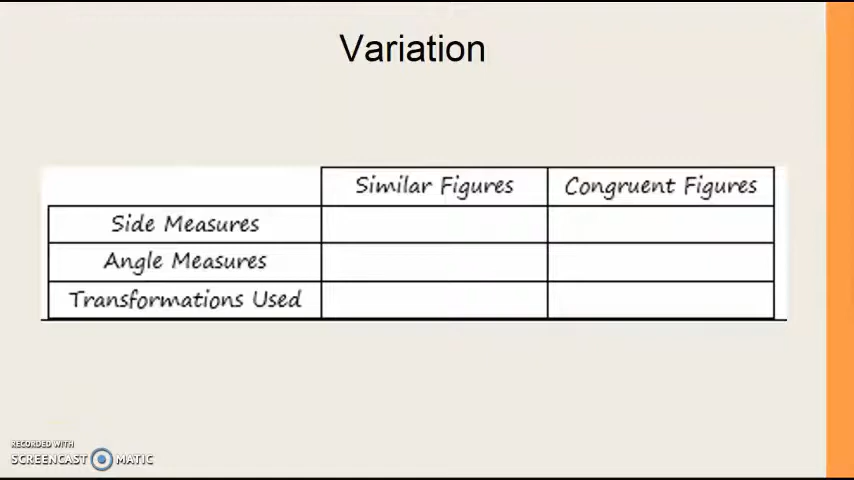 Variation
Similar Figures Congruent Figures
Side Measures
Angle Measures
Transformations Used
RECORDED WITH
SCREENCAST MATIC